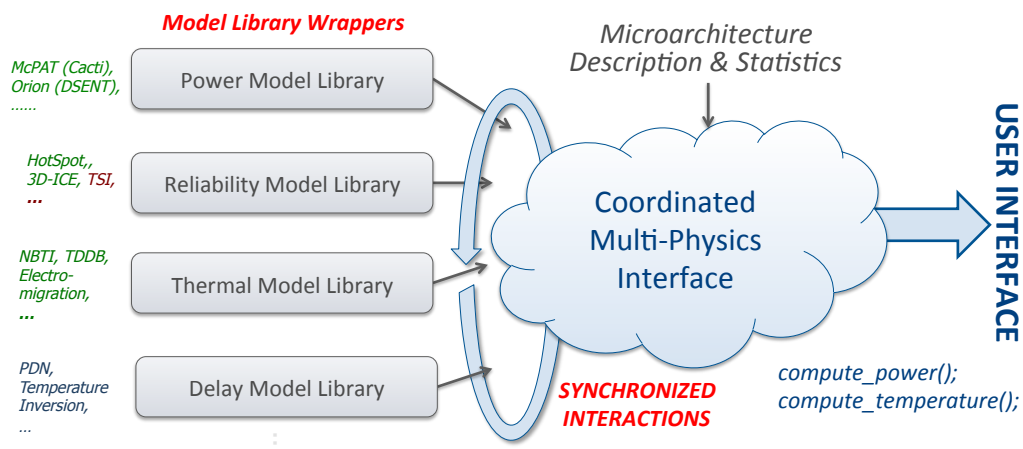 Model Library Wrappers
McPAT (Cacti),
Orion (DSENT),
......
Power Model Library
HotSpot,,
3D-ICE, TSI,
...
Reliability Model Library
NBTI, TDDB,
Electro-
migration,
...
Thermal Model Library
PDN,
Temperature
Inversion,
...
Delay Model Library
:
Microarchitecture
Description & Statistics
Coordinated
Multi-Physics
Interface
SYNCHRONIZED
INTERACTIONS
USER INTERFACE
compute_power();
compute_temperature();